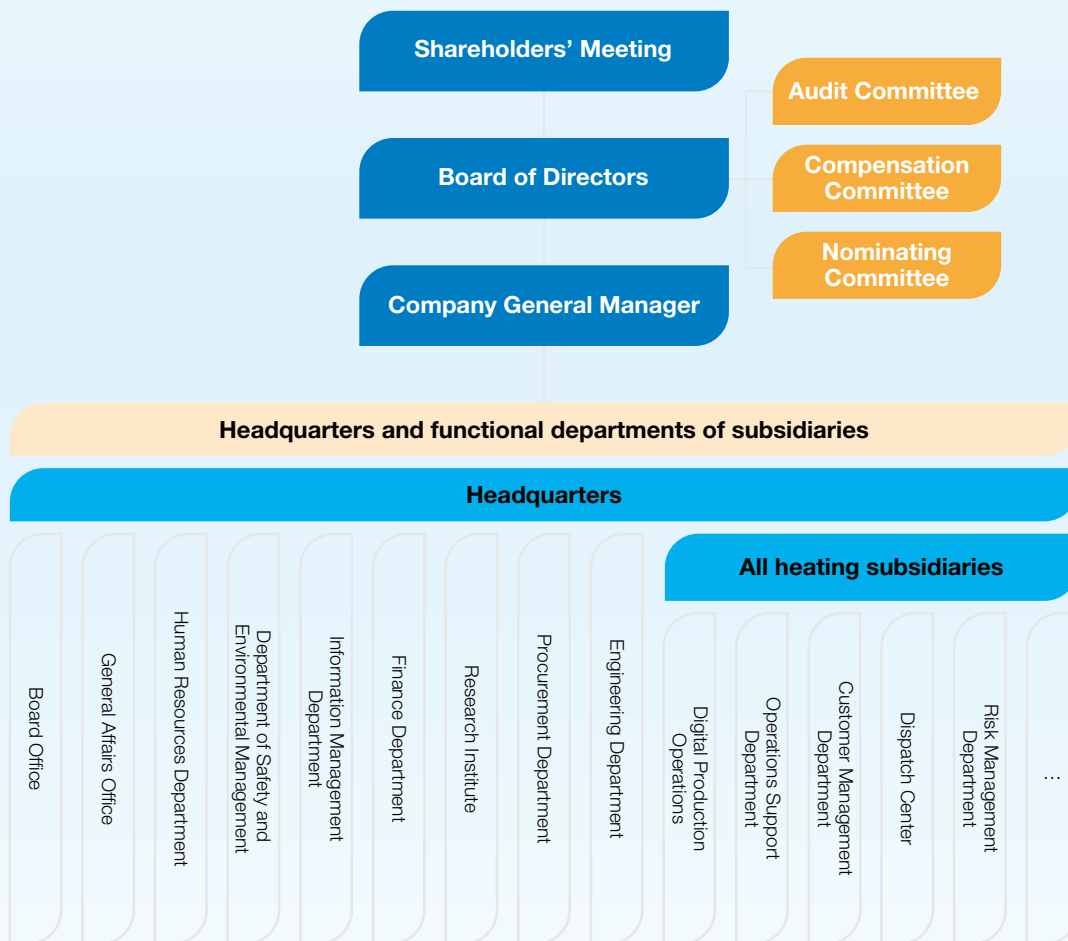 Shareholders’ Meeting
Audit Committee
Board of Directors
Compensation
Committee
Nominating
Committee
Company General Manager
Headquarters and functional departments of subsidiaries
Headquarters
All heating subsidiaries
Board Office
General Affairs Office
Human Resources Department
Department of Safety and
Environmental Management
Information Management
Department
Finance Department
Research Institute
Procurement Department
Engineering Department
Digital Production
Operations
Operations Support
Department
Customer Management
Department
Dispatch Center
Risk Management
Department
...